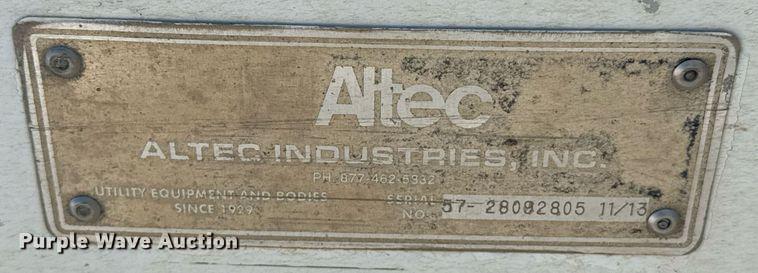 Altec
ALTEC INDUSTRIES, INC.
PH. 877-462-5332
UTILITY EQUIPMENT AND BODIES
SINCE 1929
SERIAL
NO. 57-28092805 11/13
Purple Wave Auction